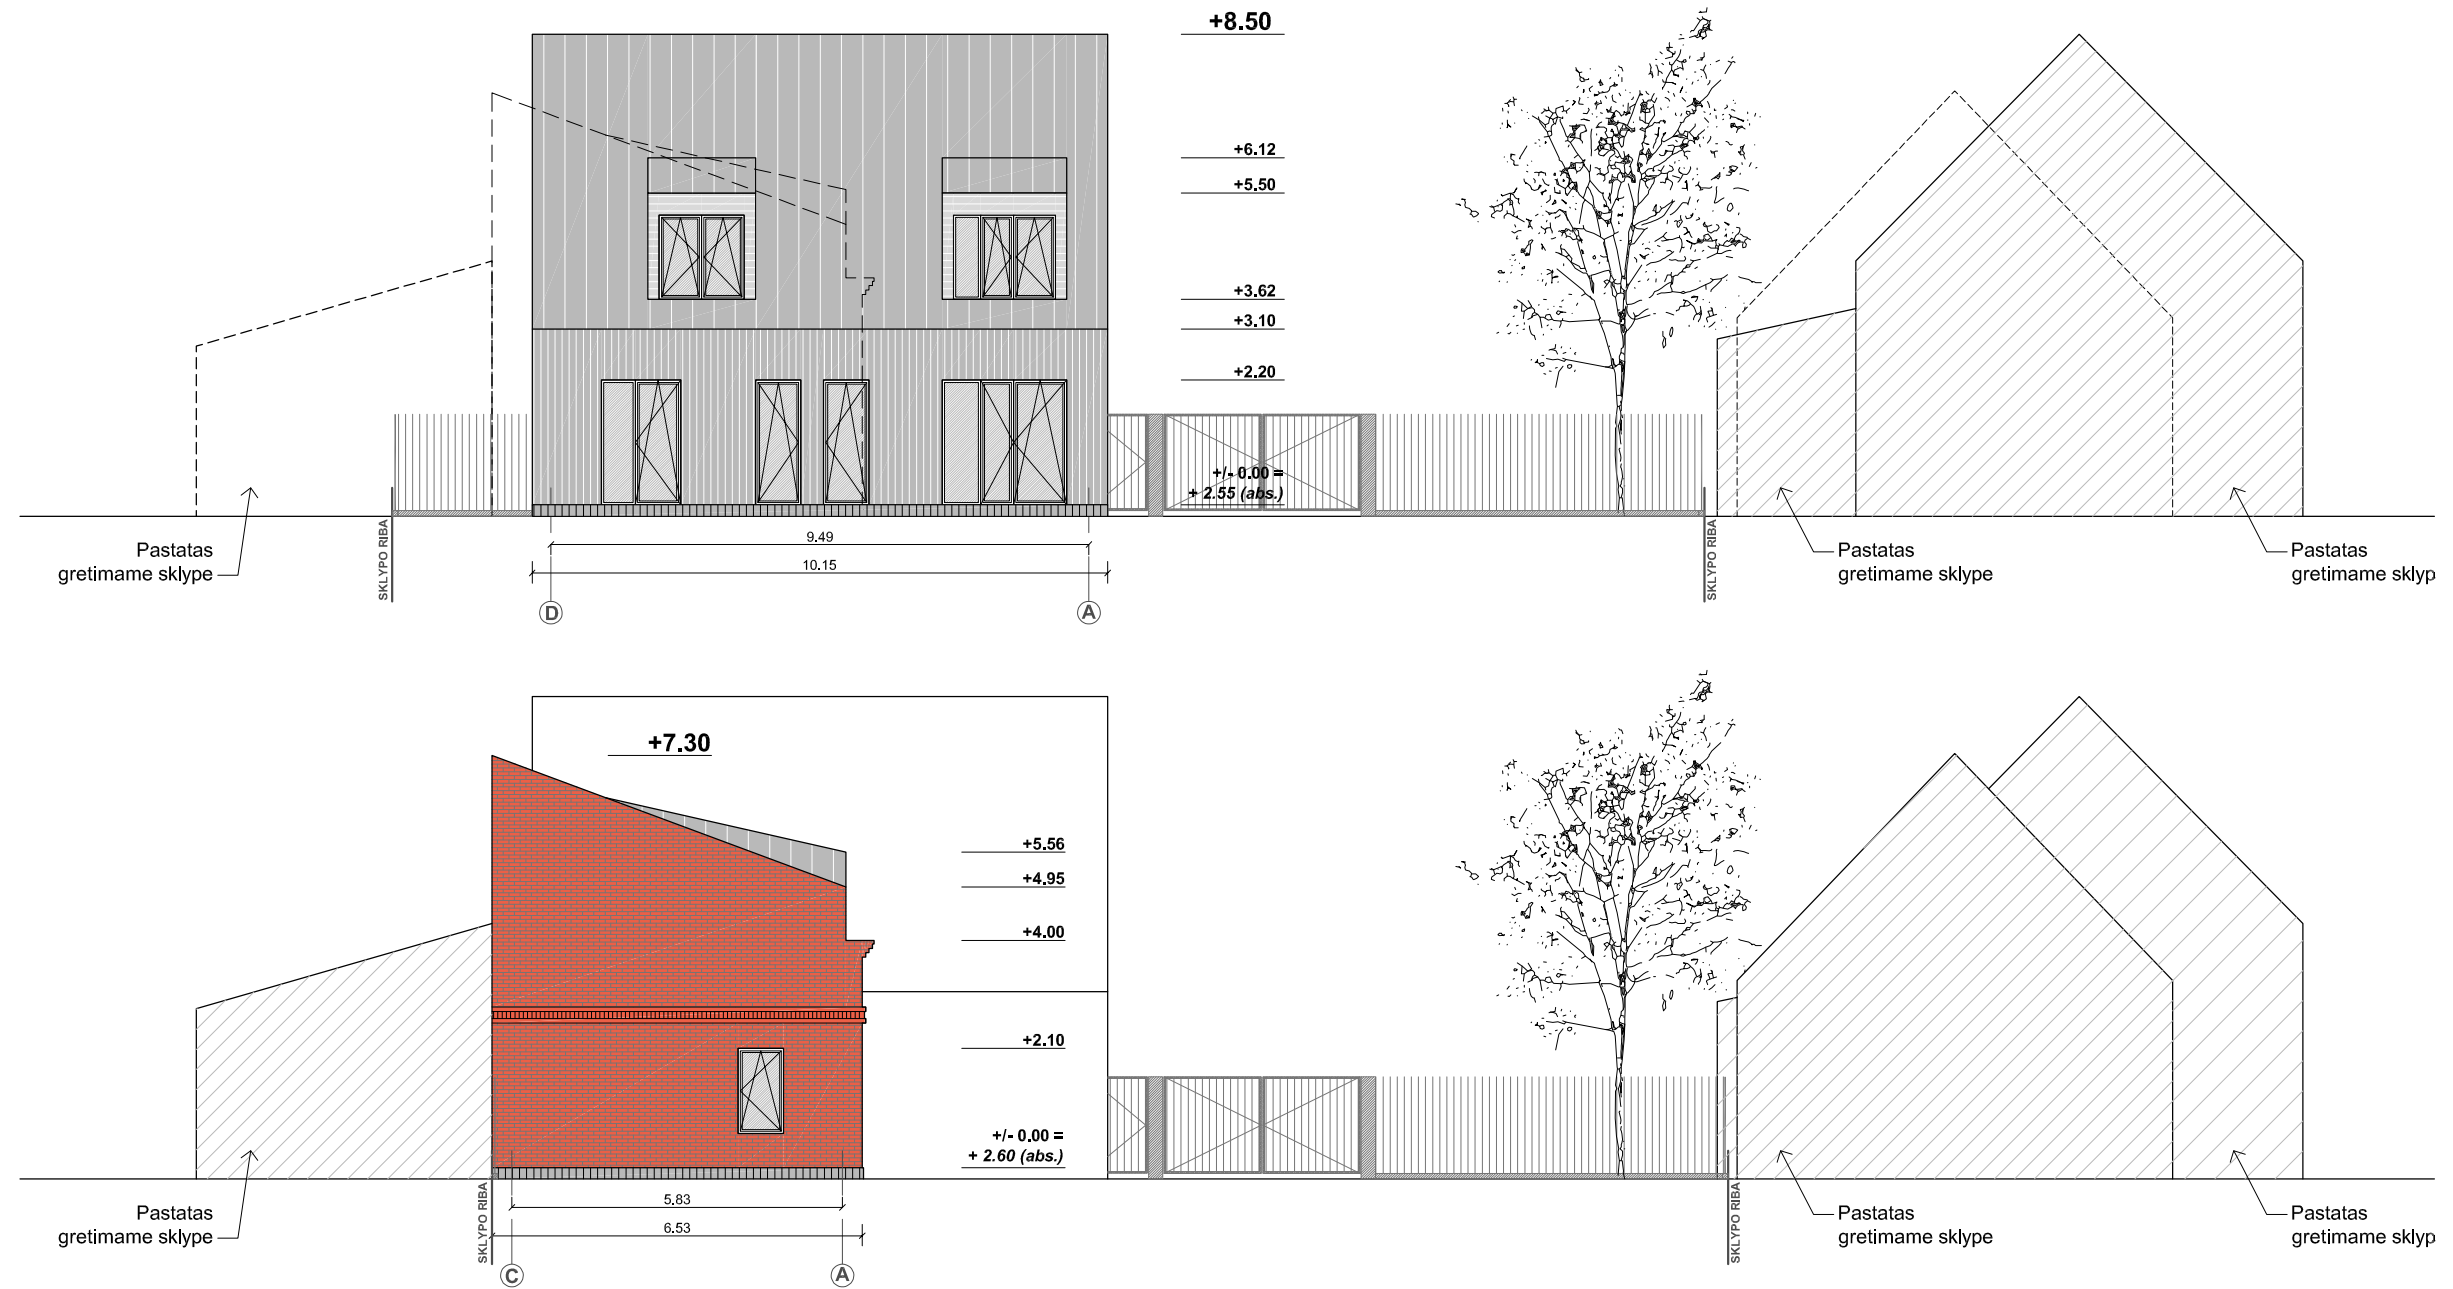 +8.50
+6.12
+5.50
+3.62
+3.10
+2.20
+/- 0.00 =
+ 2.55 (abs.)
Pastatas
gretimame sklype
SKLYPO RIBA
9.49
10.15
D
A
SKLYPO RIBA
Pastatas
gretimame sklype
Pastatas
gretimame sklyp
+7.30
+5.56
+4.95
+4.00
+2.10
+/- 0.00 =
+ 2.60 (abs.)
Pastatas
gretimame sklype
SKLYPO RIBA
5.83
6.53
C
A
SKLYPO RIBA
Pastatas
gretimame sklype
Pastatas
gretimame sklyp